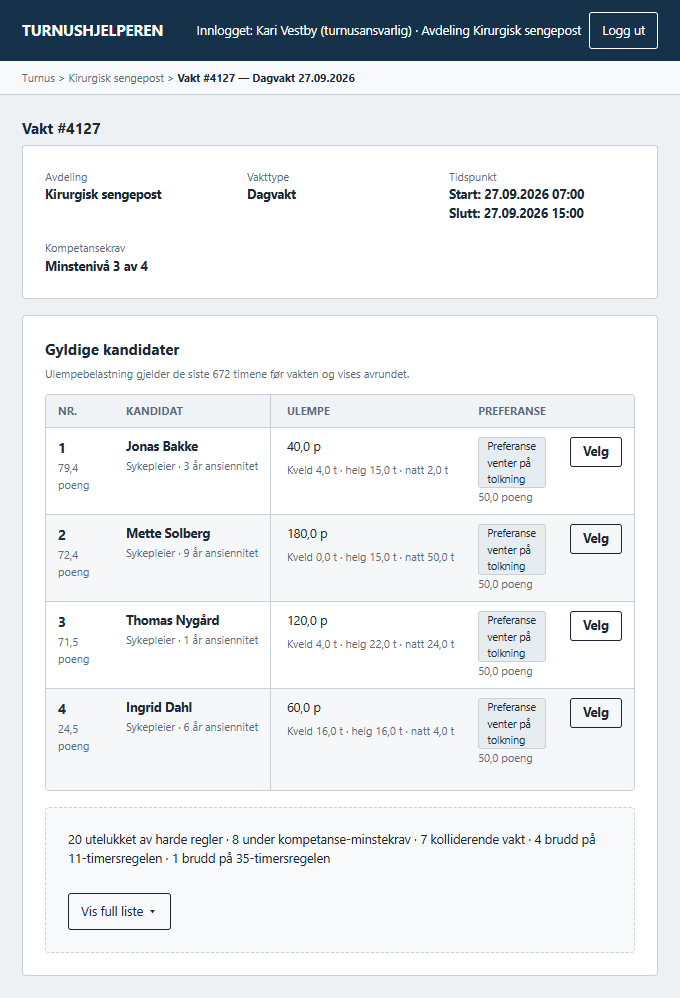 TURNUSHJELPEREN
Innlogget: Kari Vestby (turnusansvarlig) · Avdeling Kirurgisk sengepost
Logg ut
Turnus > Kirurgisk sengepost > Vakt #4127 — Dagvakt 27.09.2026
Vakt #4127
Avdeling
Kirurgisk sengepost
Vakttype
Dagvakt
Tidspunkt
Start: 27.09.2026 07:00
Slutt: 27.09.2026 15:00
Kompetansekrav
Minstenivå 3 av 4
Gyldige kandidater
Ulempebelastning gjelder de siste 672 timene før vakten og vises avrundet.
NR. KANDIDAT ULEMPE PREFERANSE
1
79,4
poeng
Jonas Bakke
Sykepleier · 3 år ansiennitet
40,0 p
Kveld 4,0 t · helg 15,0 t · natt 2,0 t
Preferanse
venter på
tolkning
50,0 poeng
Velg
2
72,4
poeng
Mette Solberg
Sykepleier · 9 år ansiennitet
180,0 p
Kveld 0,0 t · helg 15,0 t · natt 50,0 t
Preferanse
venter på
tolkning
50,0 poeng
Velg
3
71,5
poeng
Thomas Nygård
Sykepleier · 1 år ansiennitet
120,0 p
Kveld 4,0 t · helg 22,0 t · natt 24,0 t
Preferanse
venter på
tolkning
50,0 poeng
Velg
4
24,5
poeng
Ingrid Dahl
Sykepleier · 6 år ansiennitet
60,0 p
Kveld 16,0 t · helg 16,0 t · natt 4,0 t
Preferanse
venter på
tolkning
50,0 poeng
Velg
20 utelukket av harde regler · 8 under kompetanse-minstekrav · 7 kolliderende vakt · 4 brudd på
11-timersregelen · 1 brudd på 35-timersregelen
Vis full liste